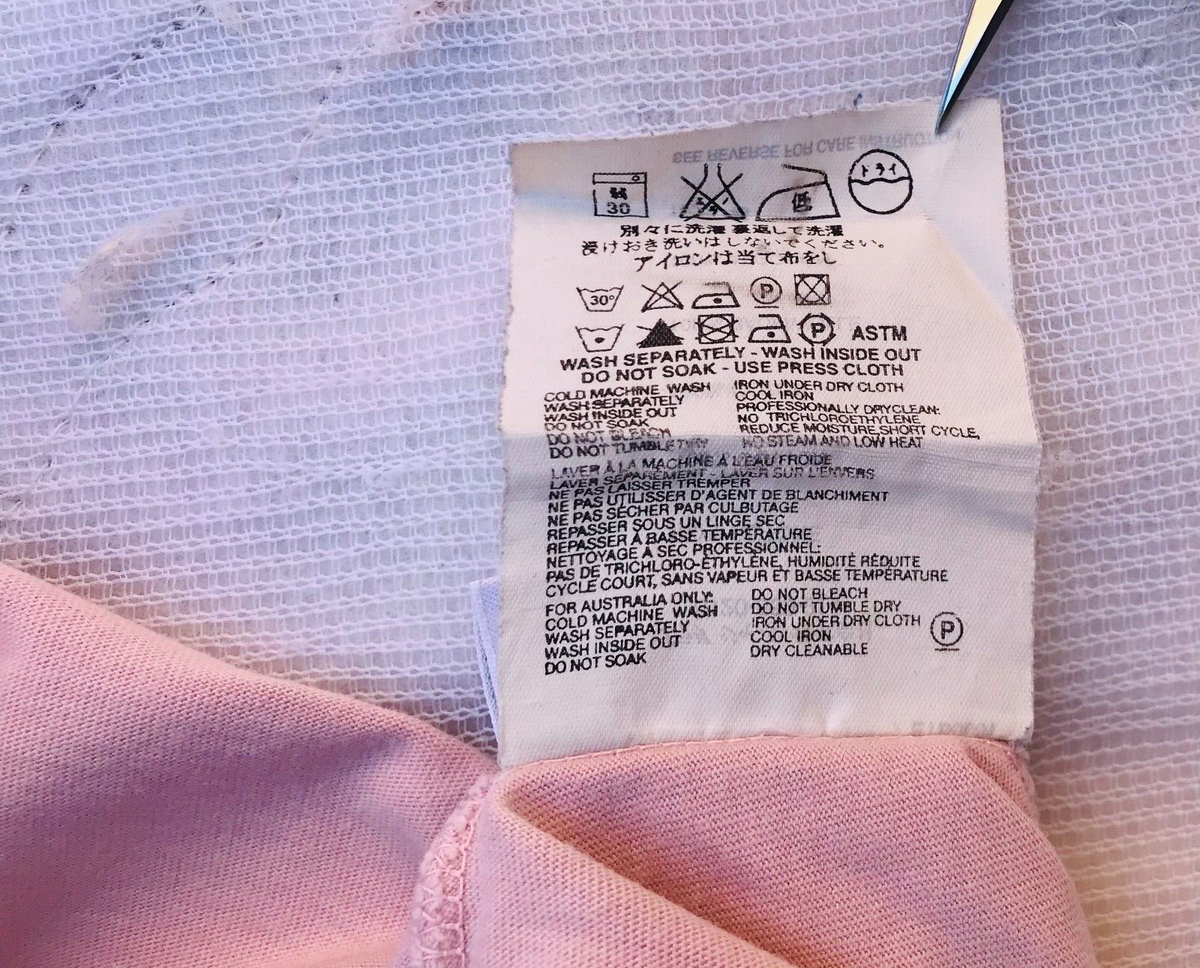 SEE REVERSE FOR CARE INSTRUCTION
30 低 ドライ
別々に洗濯 裏返して洗濯
浸けおき洗いはしないでください。
アイロンは当て布をし
30° P
P ASTM
WASH SEPARATELY - WASH INSIDE OUT
DO NOT SOAK - USE PRESS CLOTH
COLD MACHINE WASH
WASH SEPARATELY
WASH INSIDE OUT
DO NOT SOAK
DO NOT BLEACH
DO NOT TUMBLE DRY
IRON UNDER DRY CLOTH
COOL IRON
PROFESSIONALLY DRYCLEAN:
NO TRICHLOROETHYLENE,
REDUCE MOISTURE,SHORT CYCLE,
NO STEAM AND LOW HEAT
LAVER À LA MACHINE À L'EAU FROIDE
LAVER SÉPARÉMENT - LAVER SUR L'ENVERS
NE PAS LAISSER TREMPER
NE PAS UTILISER D'AGENT DE BLANCHIMENT
NE PAS SÉCHER PAR CULBUTAGE
REPASSER SOUS UN LINGE SEC
REPASSER À BASSE TEMPÉRATURE
NETTOYAGE À SEC PROFESSIONNEL:
PAS DE TRICHLORO-ÉTHYLÈNE, HUMIDITÉ RÉDUITE
CYCLE COURT, SANS VAPEUR ET BASSE TEMPÉRATURE
FOR AUSTRALIA ONLY:
COLD MACHINE WASH
WASH SEPARATELY
WASH INSIDE OUT
DO NOT SOAK
DO NOT BLEACH
DO NOT TUMBLE DRY
IRON UNDER DRY CLOTH
COOL IRON
DRY CLEANABLE
P